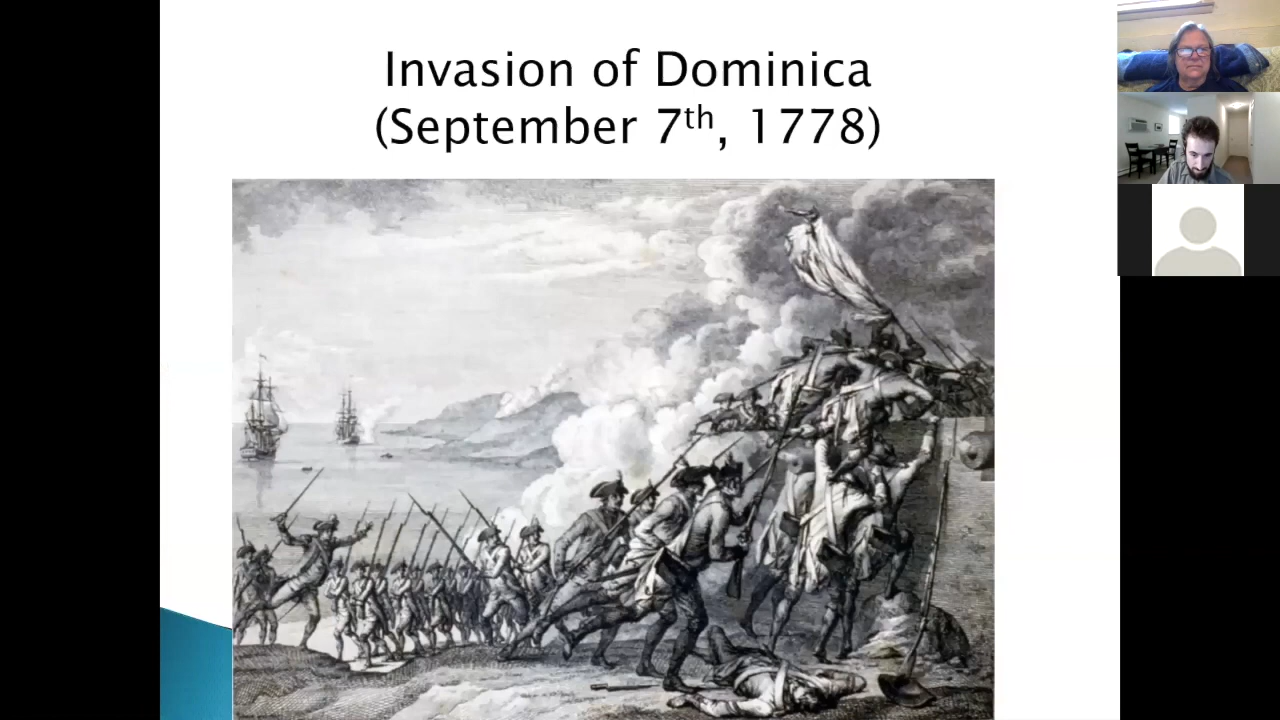 Invasion of Dominica
(September 7th, 1778)